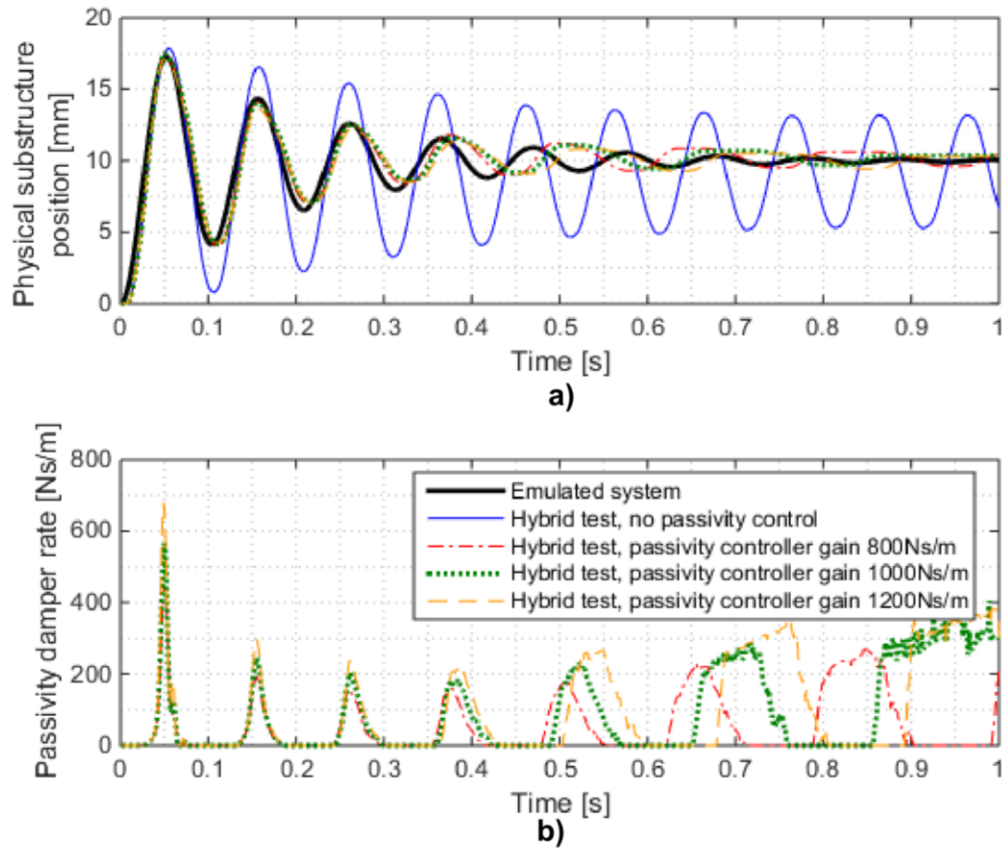 20
15
10
5
0
Physical substructure
position [mm]
0 0.1 0.2 0.3 0.4 0.5 0.6 0.7 0.8 0.9 1
Time [s]
a)
800
600
400
200
0
Passivity damper rate [Ns/m]
Emulated system
Hybrid test, no passivity control
Hybrid test, passivity controller gain 800Ns/m
Hybrid test, passivity controller gain 1000Ns/m
Hybrid test, passivity controller gain 1200Ns/m
0 0.1 0.2 0.3 0.4 0.5 0.6 0.7 0.8 0.9 1
Time [s]
b)